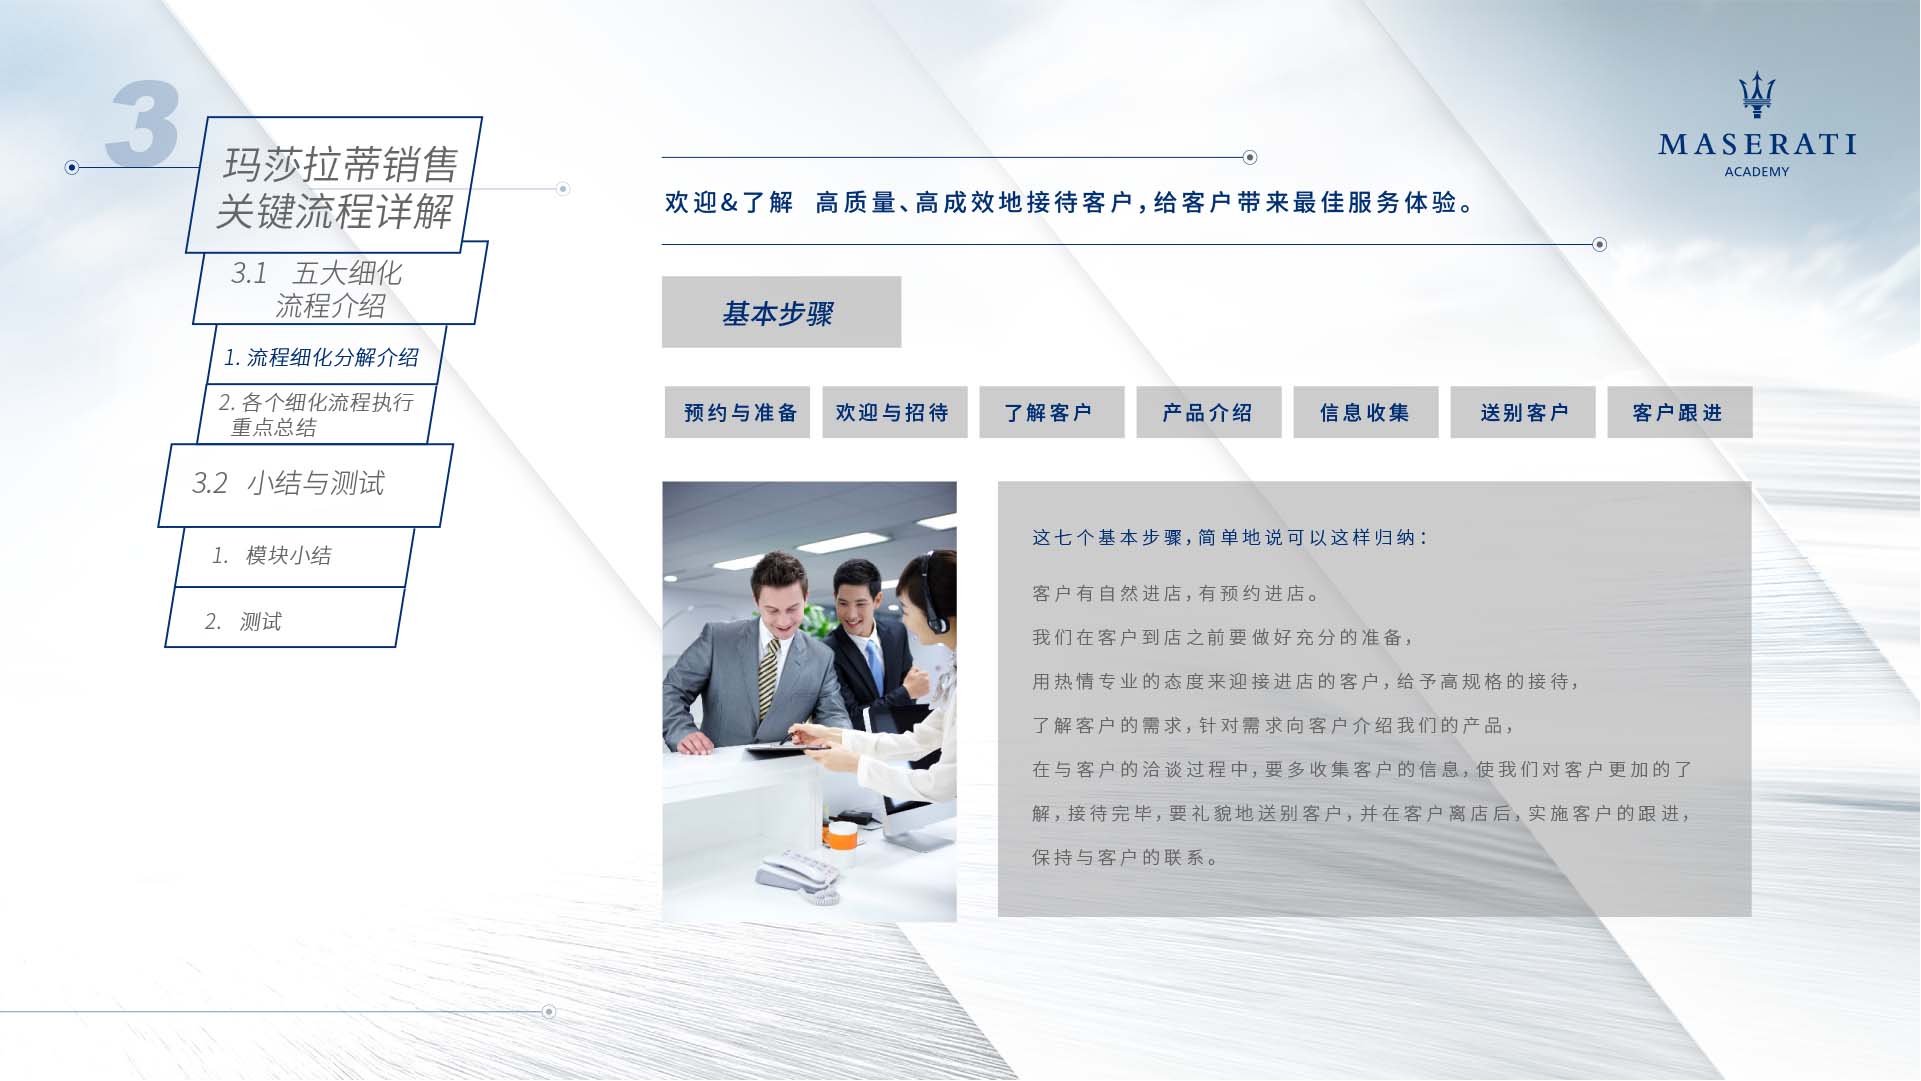 3
玛莎拉蒂销售
关键流程详解
3.1 五大细化
流程介绍
1. 流程细化分解介绍
2. 各个细化流程执行
重点总结
3.2 小结与测试
1. 模块小结
2. 测试
MASERATI
ACADEMY
欢迎&了解 高质量、高成效地接待客户,给客户带来最佳服务体验。
基本步骤
预约与准备 欢迎与招待 了解客户 产品介绍 信息收集 送别客户 客户跟进
这七个基本步骤,简单地说可以这样归纳:
客户有自然进店,有预约进店。
我们在客户到店之前要做好充分的准备,
用热情专业的态度来迎接进店的客户,给予高规格的接待,
了解客户的需求,针对需求向客户介绍我们的产品,
在与客户的洽谈过程中,要多收集客户的信息,使我们对客户更加的了
解,接待完毕,要礼貌地送别客户,并在客户离店后,实施客户的跟进,
保持与客户的联系。